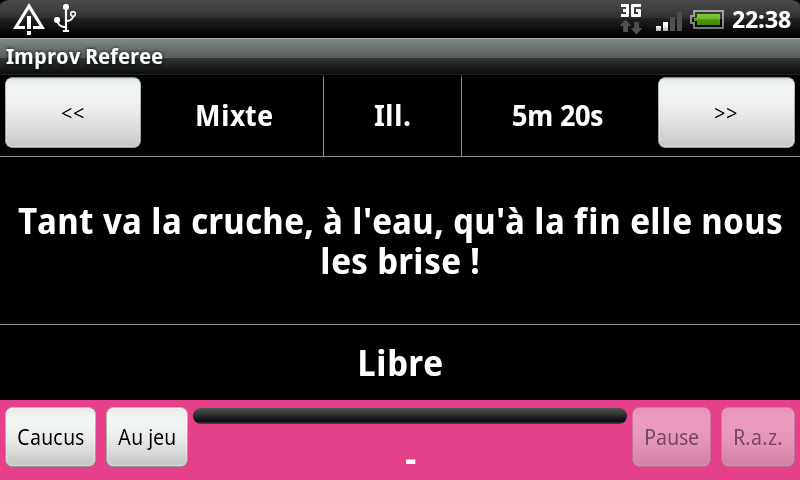 3G
22:38
Improv Referee
<<
Mixte
Ill.
5m 20s
>>
Tant va la cruche, à l'eau, qu'à la fin elle nous
les brise !
Libre
Caucus
Au jeu
-
Pause
R.a.z.